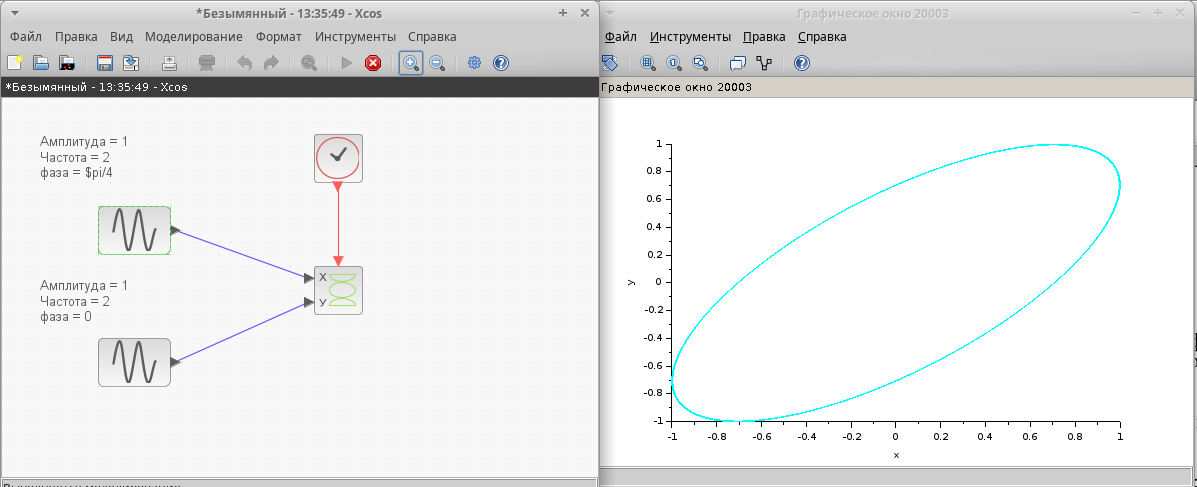 *Безымянный - 13:35:49 - Xcos
Файл Правка Вид Моделирование Формат Инструменты Справка
*Безымянный - 13:35:49 - Xcos
Амплитуда = 1
Частота = 2
фаза = $pi/4
X
y
Амплитуда = 1
Частота = 2
фаза = 0
Графическое окно 20003
Файл Инструменты Правка Справка
Графическое окно 20003
1
0.8
0.6
0.4
0.2
0
-0.2
-0.4
-0.6
-0.8
-1
y
-1 -0.8 -0.6 -0.4 -0.2 0 0.2 0.4 0.6 0.8 1
x